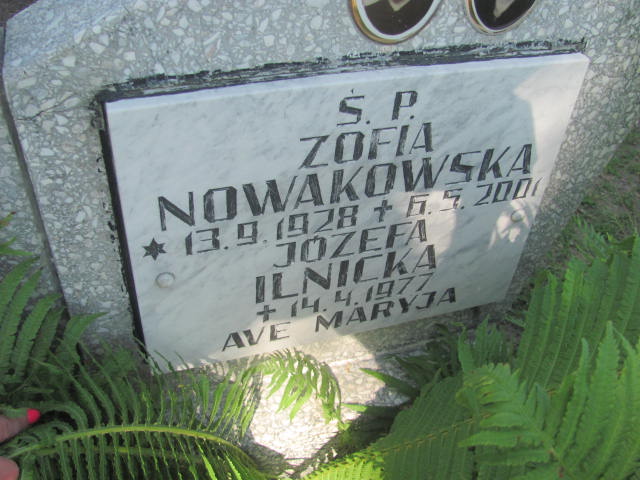 Ś. P.
ZOFIA
NOWAKOWSKA
* 13.9.1928 + 6.5.2001
JÓZEFA
ILNICKA
+ 14.4.1977
AVE MARYJA